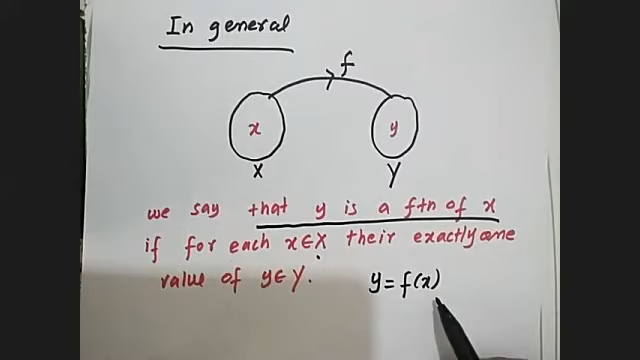 In general
f
x y
X Y
we say that y is a ftn of x
if for each x∈X their exactly one
value of y∈Y. y = f(x)